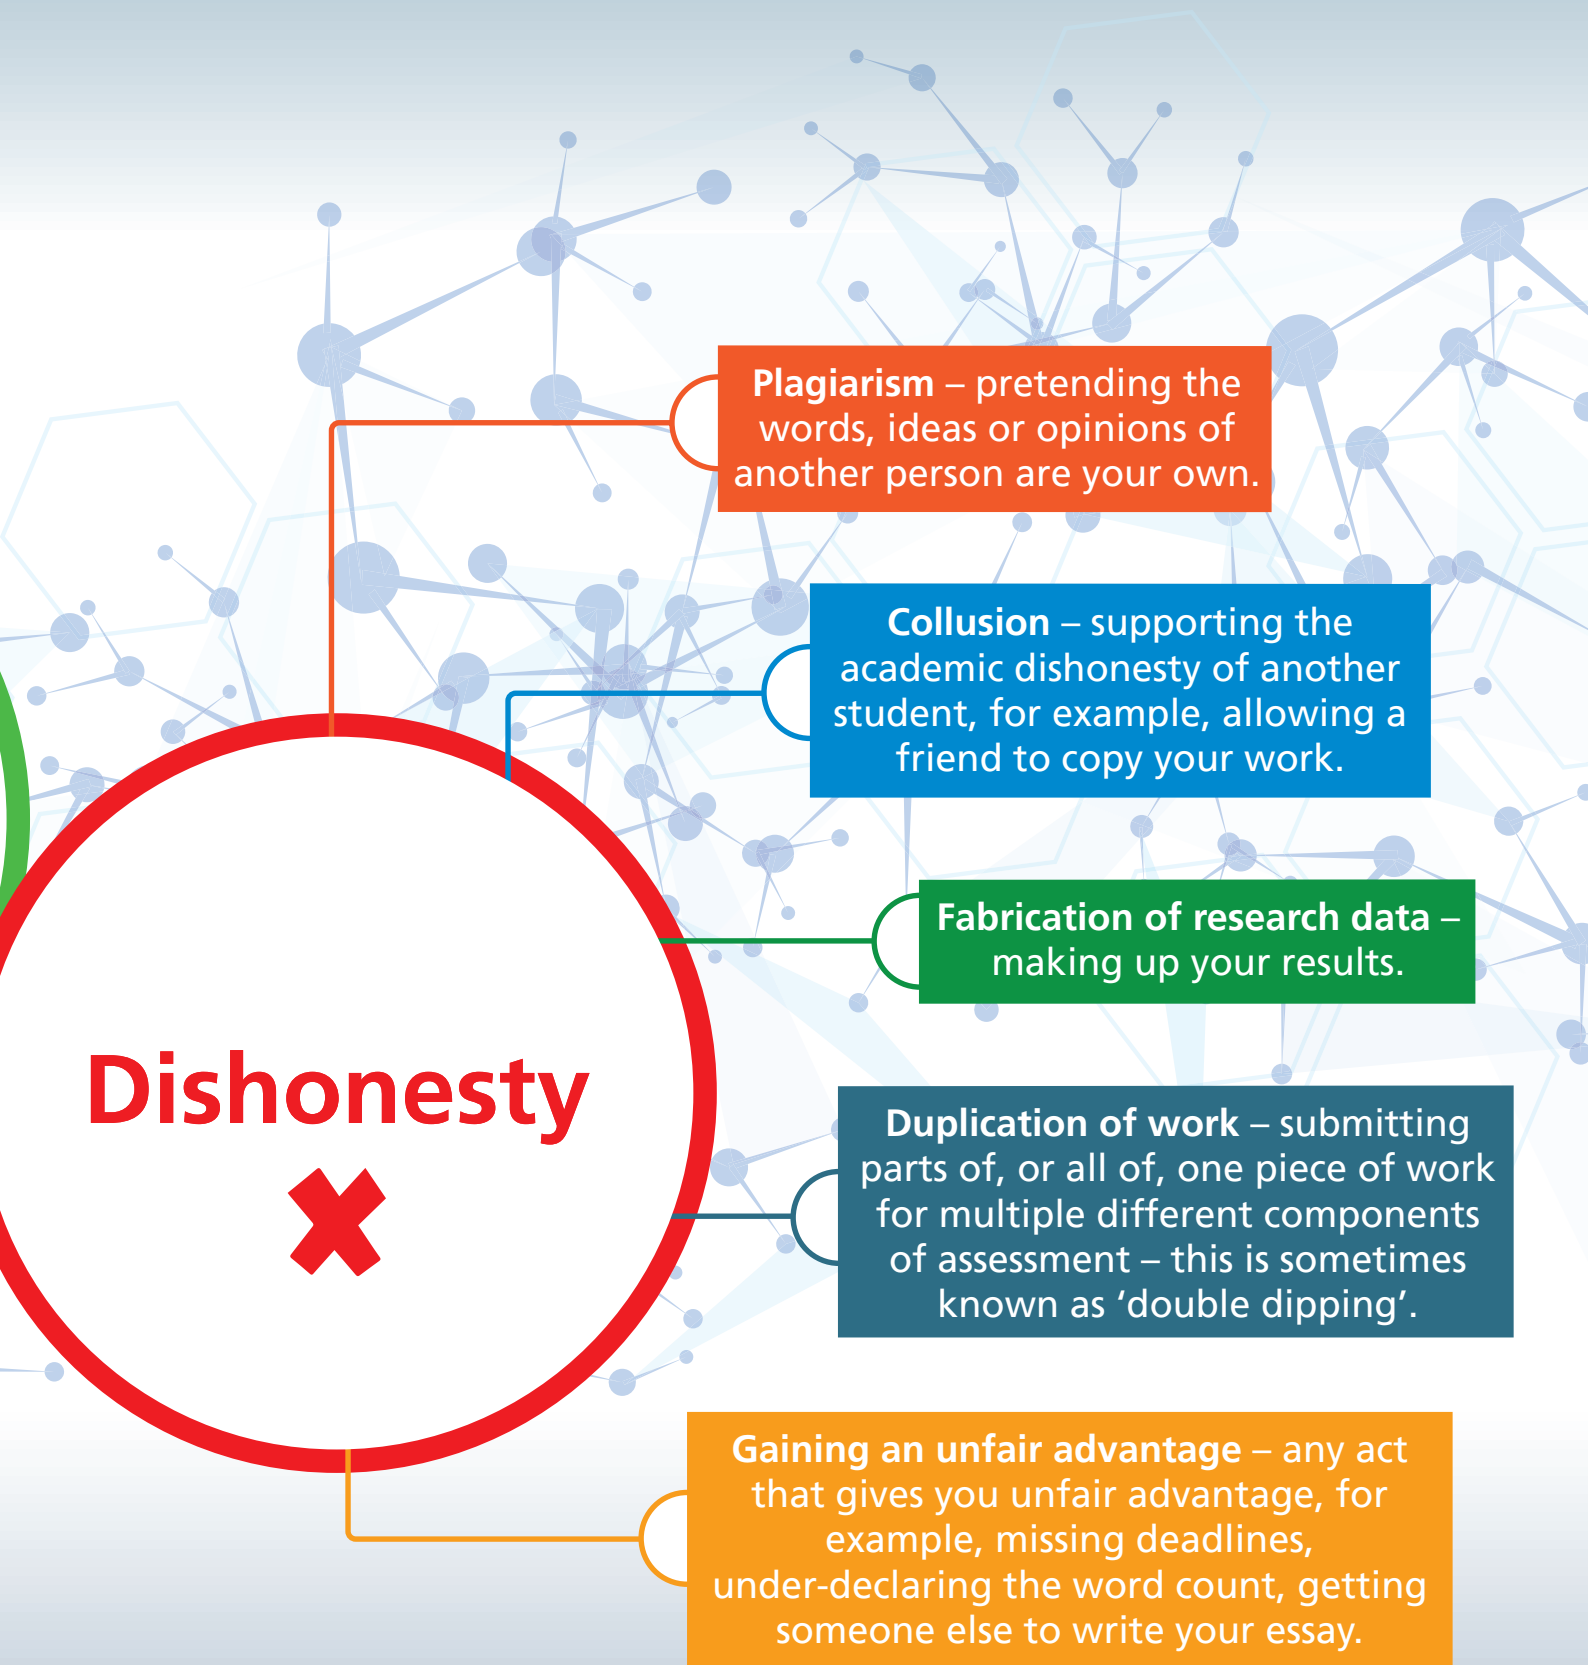 Plagiarism – pretending the
words, ideas or opinions of
another person are your own.
Collusion – supporting the
academic dishonesty of another
student, for example, allowing a
friend to copy your work.
Fabrication of research data –
making up your results.
Dishonesty
Duplication of work – submitting
parts of, or all of, one piece of work
for multiple different components
of assessment – this is sometimes
known as ‘double dipping’.
Gaining an unfair advantage – any act
that gives you unfair advantage, for
example, missing deadlines,
under-declaring the word count, getting
someone else to write your essay.